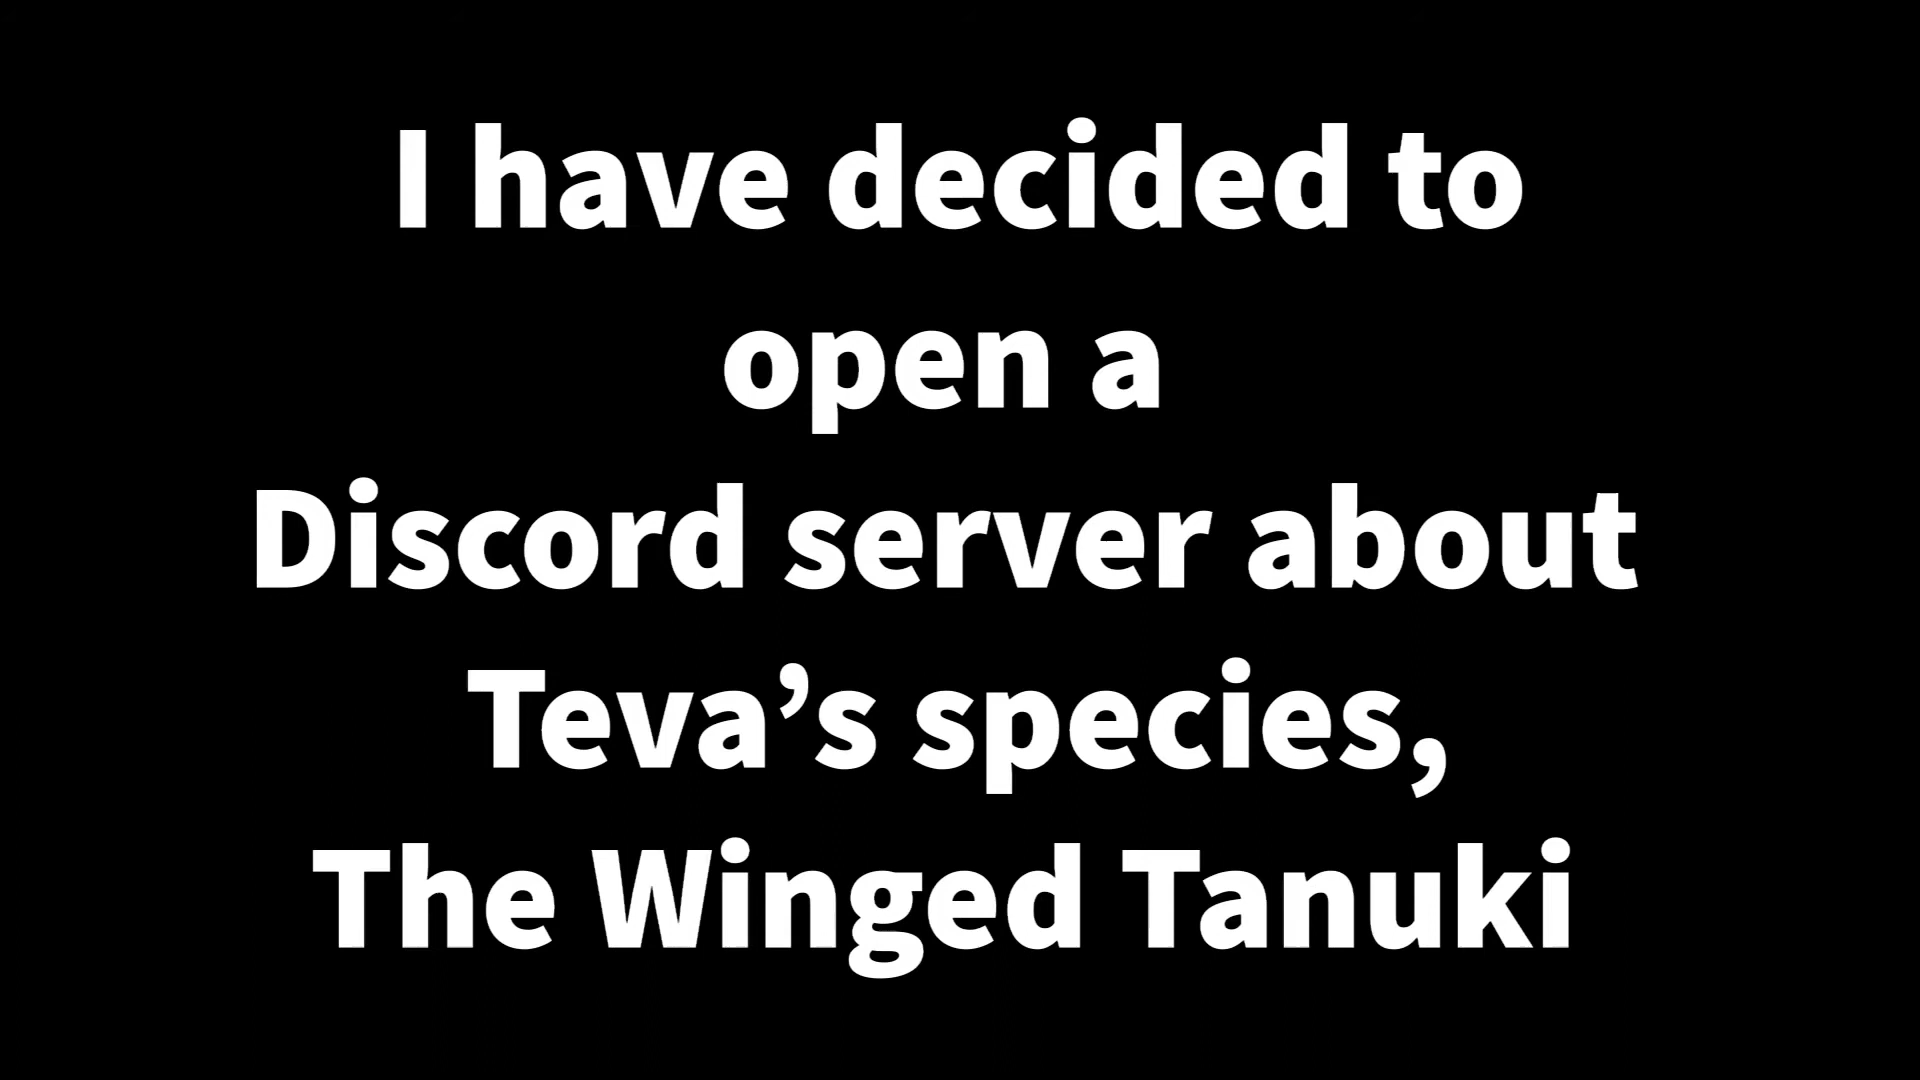 I have decided to
open a
Discord server about
Teva’s species,
The Winged Tanuki